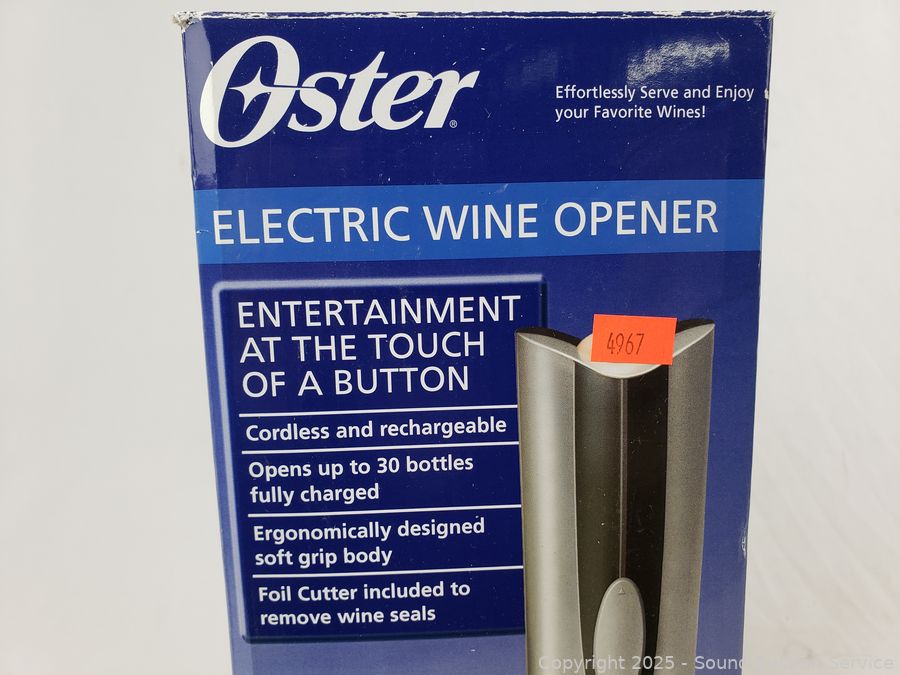 Oster®
Effortlessly Serve and Enjoy
your Favorite Wines!
ELECTRIC WINE OPENER
ENTERTAINMENT
AT THE TOUCH
OF A BUTTON
4967
Cordless and rechargeable
Opens up to 30 bottles
fully charged
Ergonomically designed
soft grip body
Foil Cutter included to
remove wine seals
Copyright 2025 - Sound Service